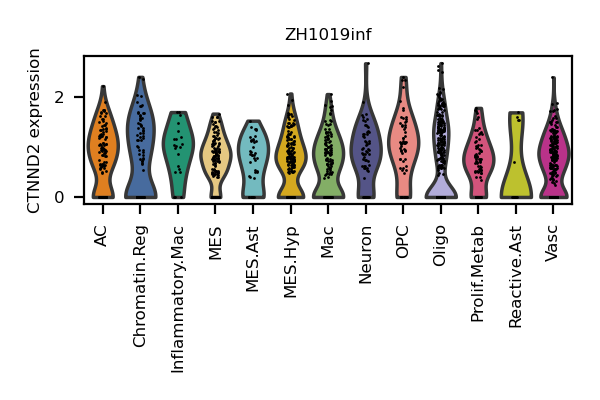 ZH1019inf
CTNND2 expression
2
0
AC
Chromatin.Reg
Inflammatory.Mac
MES
MES.Ast
MES.Hyp
Mac
Neuron
OPC
Oligo
Prolif.Metab
Reactive.Ast
Vasc